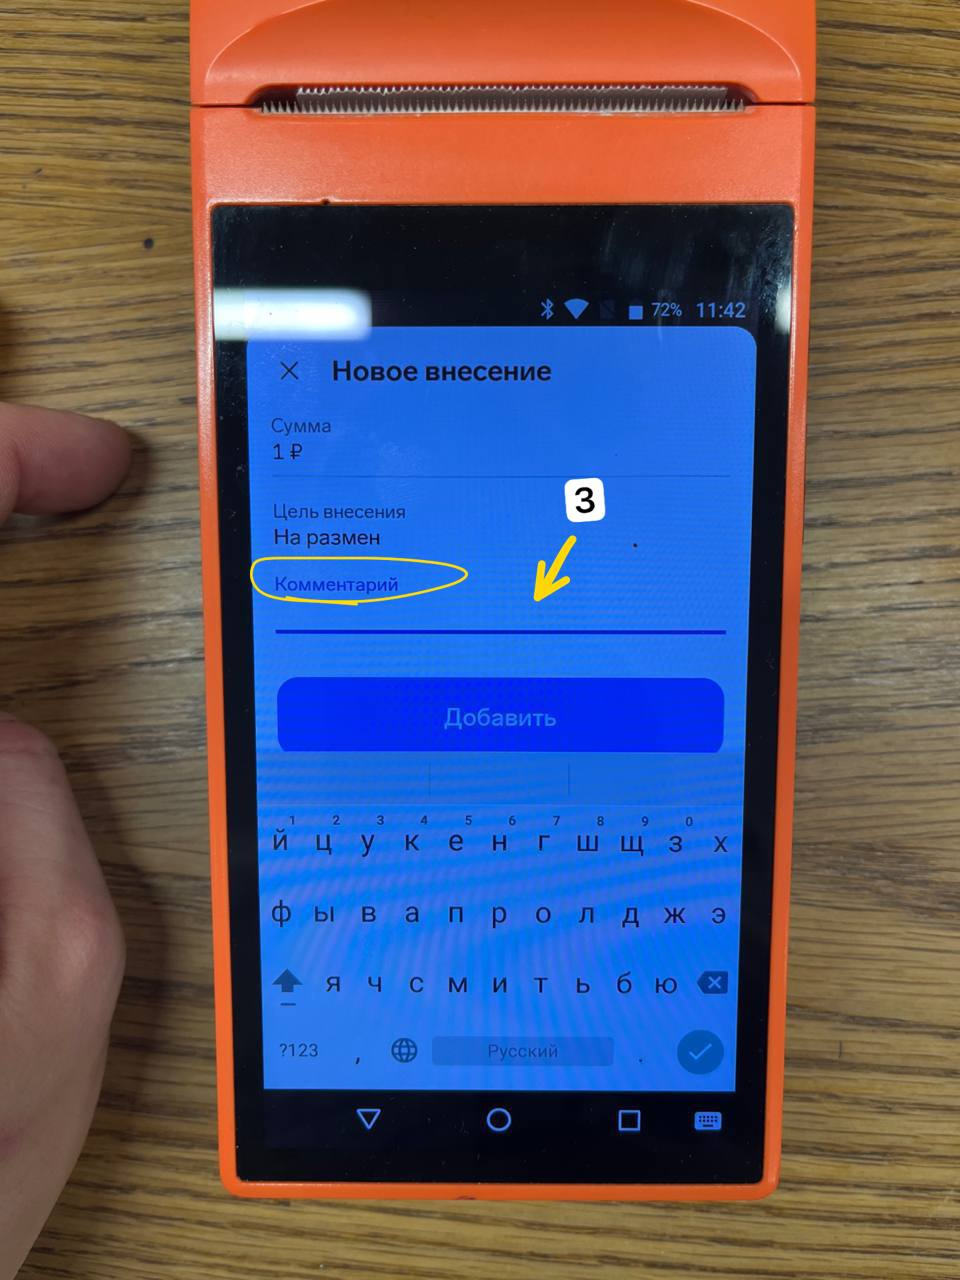 72% 11:42
Новое внесение
Сумма
1 ₽
Цель внесения
На размен
3
Комментарий
Добавить
1 2 3 4 5 6 7 8 9 0
й ц у к е н г ш щ з х
ф ы в а п р о л д ж э
я ч с м и т ь б ю
?123 , Русский .